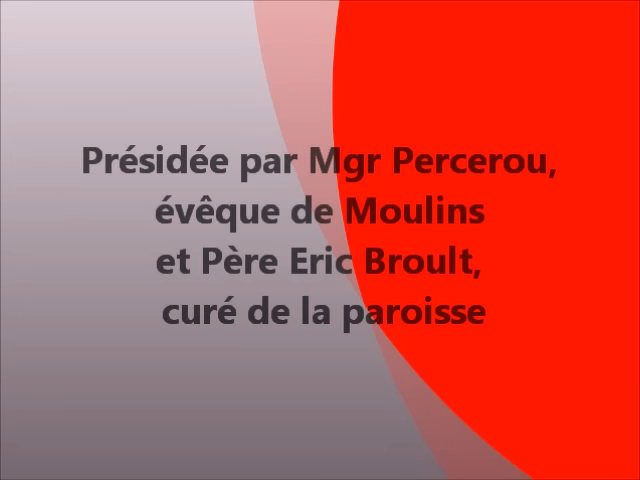 Présidée par Mgr Percerou,
évêque de Moulins
et Père Eric Broult,
curé de la paroisse